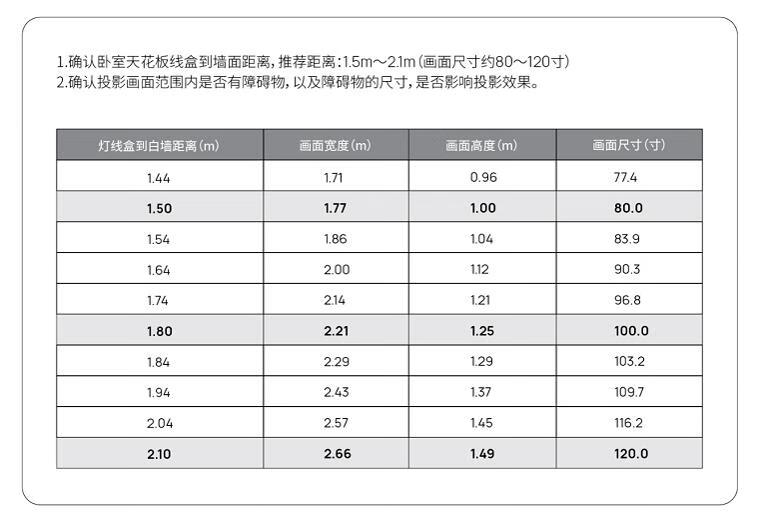 1.确认卧室天花板线盒到墙面距离，推荐距离：1.5m～2.1m（画面尺寸约80～120寸）
2.确认投影画面范围内是否有障碍物，以及障碍物的尺寸，是否影响投影效果。
灯线盒到白墙距离(m) 画面宽度(m) 画面高度(m) 画面尺寸(寸)
1.44 1.71 0.96 77.4
1.50 1.77 1.00 80.0
1.54 1.86 1.04 83.9
1.64 2.00 1.12 90.3
1.74 2.14 1.21 96.8
1.80 2.21 1.25 100.0
1.84 2.29 1.29 103.2
1.94 2.43 1.37 109.7
2.04 2.57 1.45 116.2
2.10 2.66 1.49 120.0